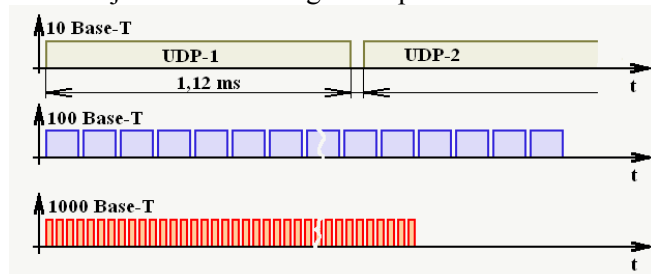 10 Base-T
UDP-1 UDP-2
1,12 ms
t
100 Base-T
t
1000 Base-T
t